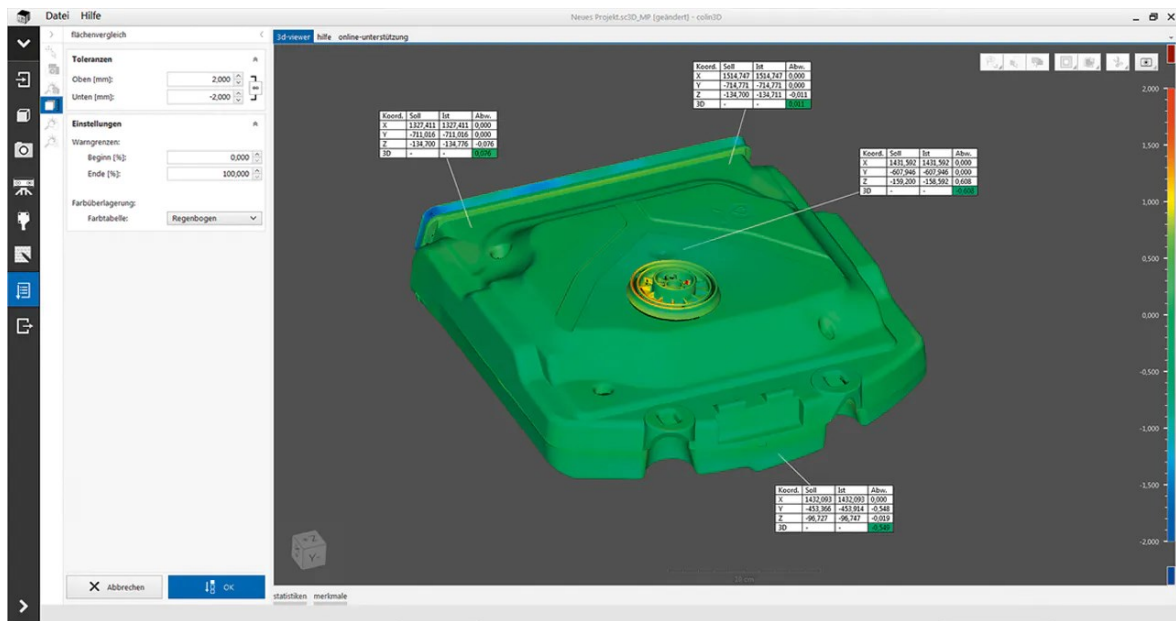 Datei Hilfe
Neues Projekt.sc3D_MP [geändert] - colin3D
flächenvergleich
3d-viewer hilfe online-unterstützung
Toleranzen
Oben [mm]: 2,000
Unten [mm]: -2,000
Einstellungen
Warngrenzen:
Beginn [%]: 0,000
Ende [%]: 100,000
Farbüberlagerung:
Farbtabelle: Regenbogen
Abbrechen
OK
Koord. Soll Ist Abw.
X 1327,411 1327,411 0,000
Y -711,016 -711,016 0,000
Z -134,700 -134,776 -0,076
3D - - 0,076
Koord. Soll Ist Abw.
X 1514,747 1514,747 0,000
Y -714,771 -714,771 0,000
Z -134,700 -134,711 -0,011
3D - - 0,011
Koord. Soll Ist Abw.
X 1431,592 1431,592 0,000
Y -607,946 -607,946 0,000
Z -159,200 -158,592 0,608
3D - - -0,608
Koord. Soll Ist Abw.
X 1432,093 1432,093 0,000
Y -453,366 -453,914 -0,548
Z -96,727 -96,747 -0,019
3D - - -0,549
2,000
1,500
1,000
0,500
0,000
-0,500
-1,000
-1,500
-2,000
-Z
Y-
statistiken merkmale